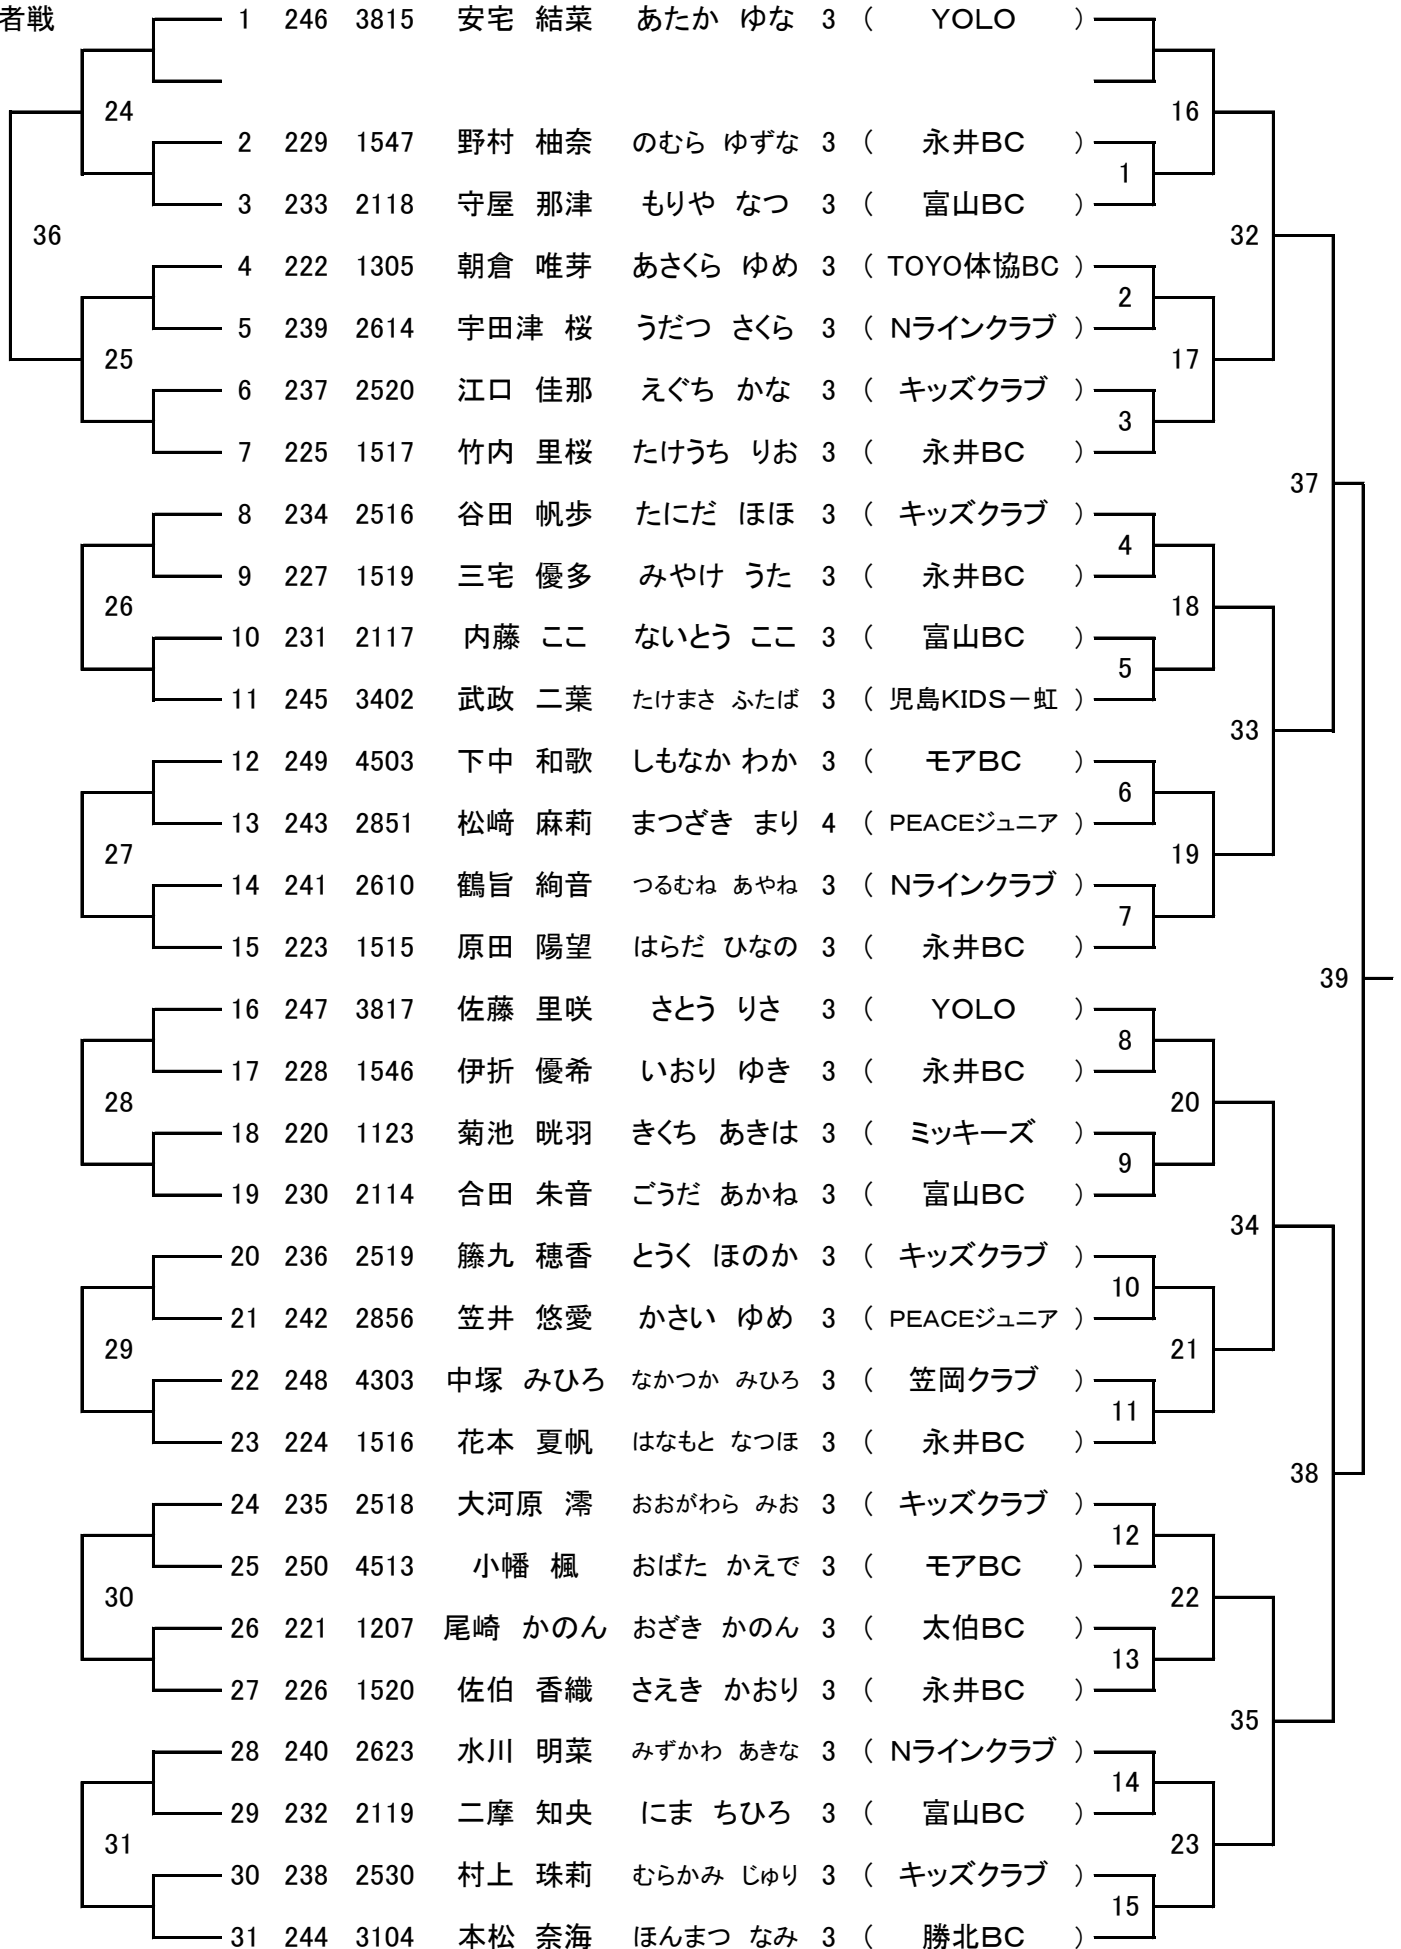 者戦
1 246 3815 安宅 結菜 あたか ゆな 3 ( YOLO )
24 16
2 229 1547 野村 柚奈 のむら ゆずな 3 ( 永井BC )
1
3 233 2118 守屋 那津 もりや なつ 3 ( 富山BC )
36 32
4 222 1305 朝倉 唯芽 あさくら ゆめ 3 ( TOYO体協BC )
2
5 239 2614 宇田津 桜 うだつ さくら 3 ( Nラインクラブ )
25 17
6 237 2520 江口 佳那 えぐち かな 3 ( キッズクラブ )
3
7 225 1517 竹内 里桜 たけうち りお 3 ( 永井BC )
37
8 234 2516 谷田 帆歩 たにだ ほほ 3 ( キッズクラブ )
4
9 227 1519 三宅 優多 みやけ うた 3 ( 永井BC )
26 18
10 231 2117 内藤 ここ ないとう ここ 3 ( 富山BC )
5
11 245 3402 武政 二葉 たけまさ ふたば 3 ( 児島KIDS－虹 )
33
12 249 4503 下中 和歌 しもなか わか 3 ( モアBC )
6
13 243 2851 松﨑 麻莉 まつざき まり 4 ( PEACEジュニア )
27 19
14 241 2610 鶴旨 絢音 つるむね あやね 3 ( Nラインクラブ )
7
15 223 1515 原田 陽望 はらだ ひなの 3 ( 永井BC )
39
16 247 3817 佐藤 里咲 さとう りさ 3 ( YOLO )
8
17 228 1546 伊折 優希 いおり ゆき 3 ( 永井BC )
28 20
18 220 1123 菊池 晄羽 きくち あきは 3 ( ミッキーズ )
9
19 230 2114 合田 朱音 ごうだ あかね 3 ( 富山BC )
34
20 236 2519 籐九 穂香 とうく ほのか 3 ( キッズクラブ )
10
21 242 2856 笠井 悠愛 かさい ゆめ 3 ( PEACEジュニア )
29 21
22 248 4303 中塚 みひろ なかつか みひろ 3 ( 笠岡クラブ )
11
23 224 1516 花本 夏帆 はなもと なつほ 3 ( 永井BC )
38
24 235 2518 大河原 澪 おおがわら みお 3 ( キッズクラブ )
12
25 250 4513 小幡 楓 おばた かえで 3 ( モアBC )
30 22
26 221 1207 尾崎 かのん おざき かのん 3 ( 太伯BC )
13
27 226 1520 佐伯 香織 さえき かおり 3 ( 永井BC )
35
28 240 2623 水川 明菜 みずかわ あきな 3 ( Nラインクラブ )
14
29 232 2119 二摩 知央 にま ちひろ 3 ( 富山BC )
31 23
30 238 2530 村上 珠莉 むらかみ じゅり 3 ( キッズクラブ )
15
31 244 3104 本松 奈海 ほんまつ なみ 3 ( 勝北BC )